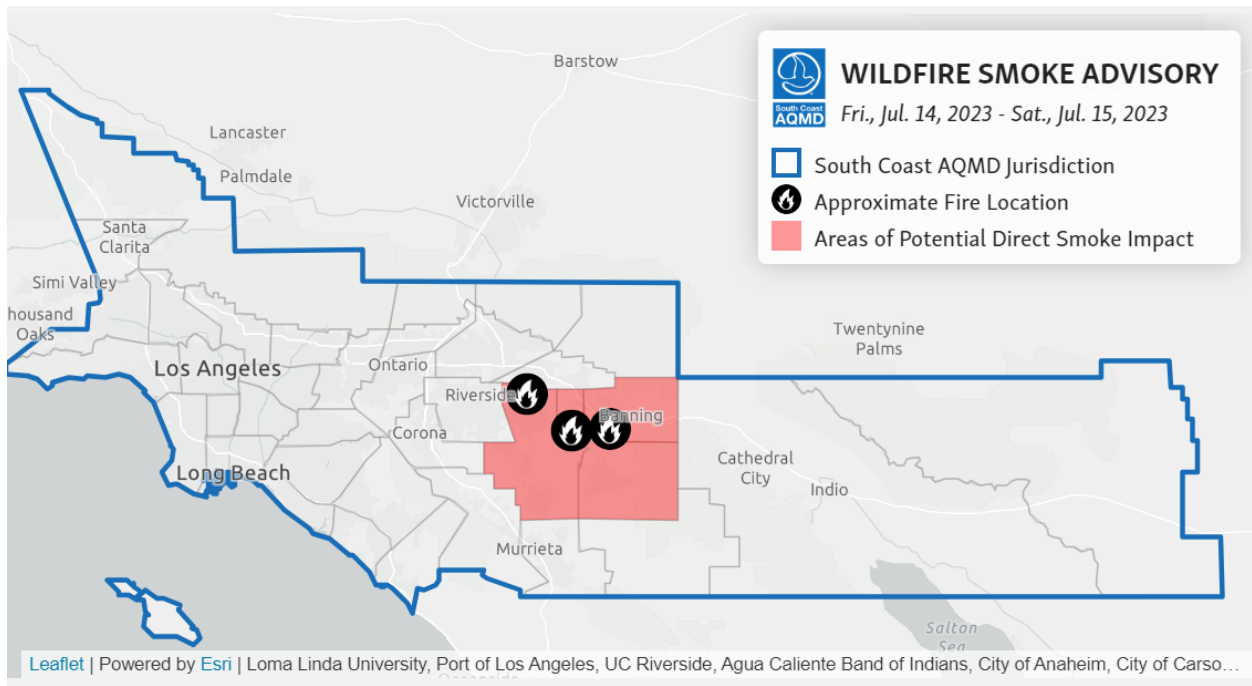 Barstow
WILDFIRE SMOKE ADVISORY
South Coast
AQMD
Fri., Jul. 14, 2023 - Sat., Jul. 15, 2023
South Coast AQMD Jurisdiction
Approximate Fire Location
Areas of Potential Direct Smoke Impact
Lancaster
Palmdale
Victorville
Santa
Clarita
Simi Valley
housand
Oaks
Twentynine
Palms
Los Angeles
Ontario
Riverside
Banning
Corona
Long Beach
Cathedral
City
Indio
Murrieta
Salton
Sea
Leaflet | Powered by Esri | Loma Linda University, Port of Los Angeles, UC Riverside, Agua Caliente Band of Indians, City of Anaheim, City of Carso…